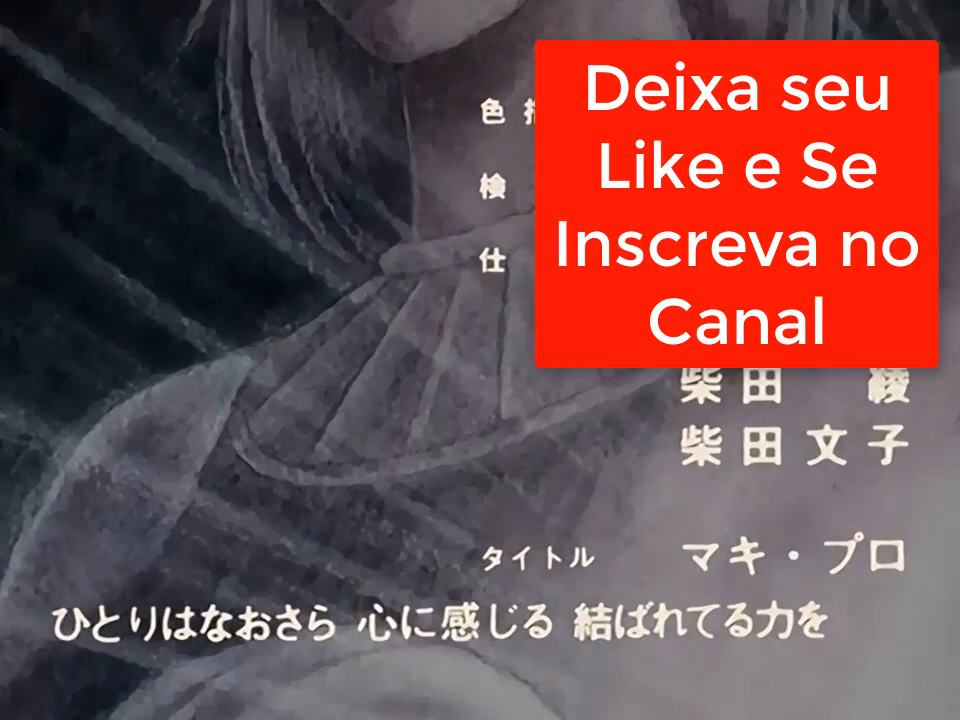 Deixa seu
Like e Se
Inscreva no
Canal
色
検
仕
柴田 綾
柴田文子
タイトル マキ・プロ
ひとりはなおさら 心に感じる 結ばれてる力を